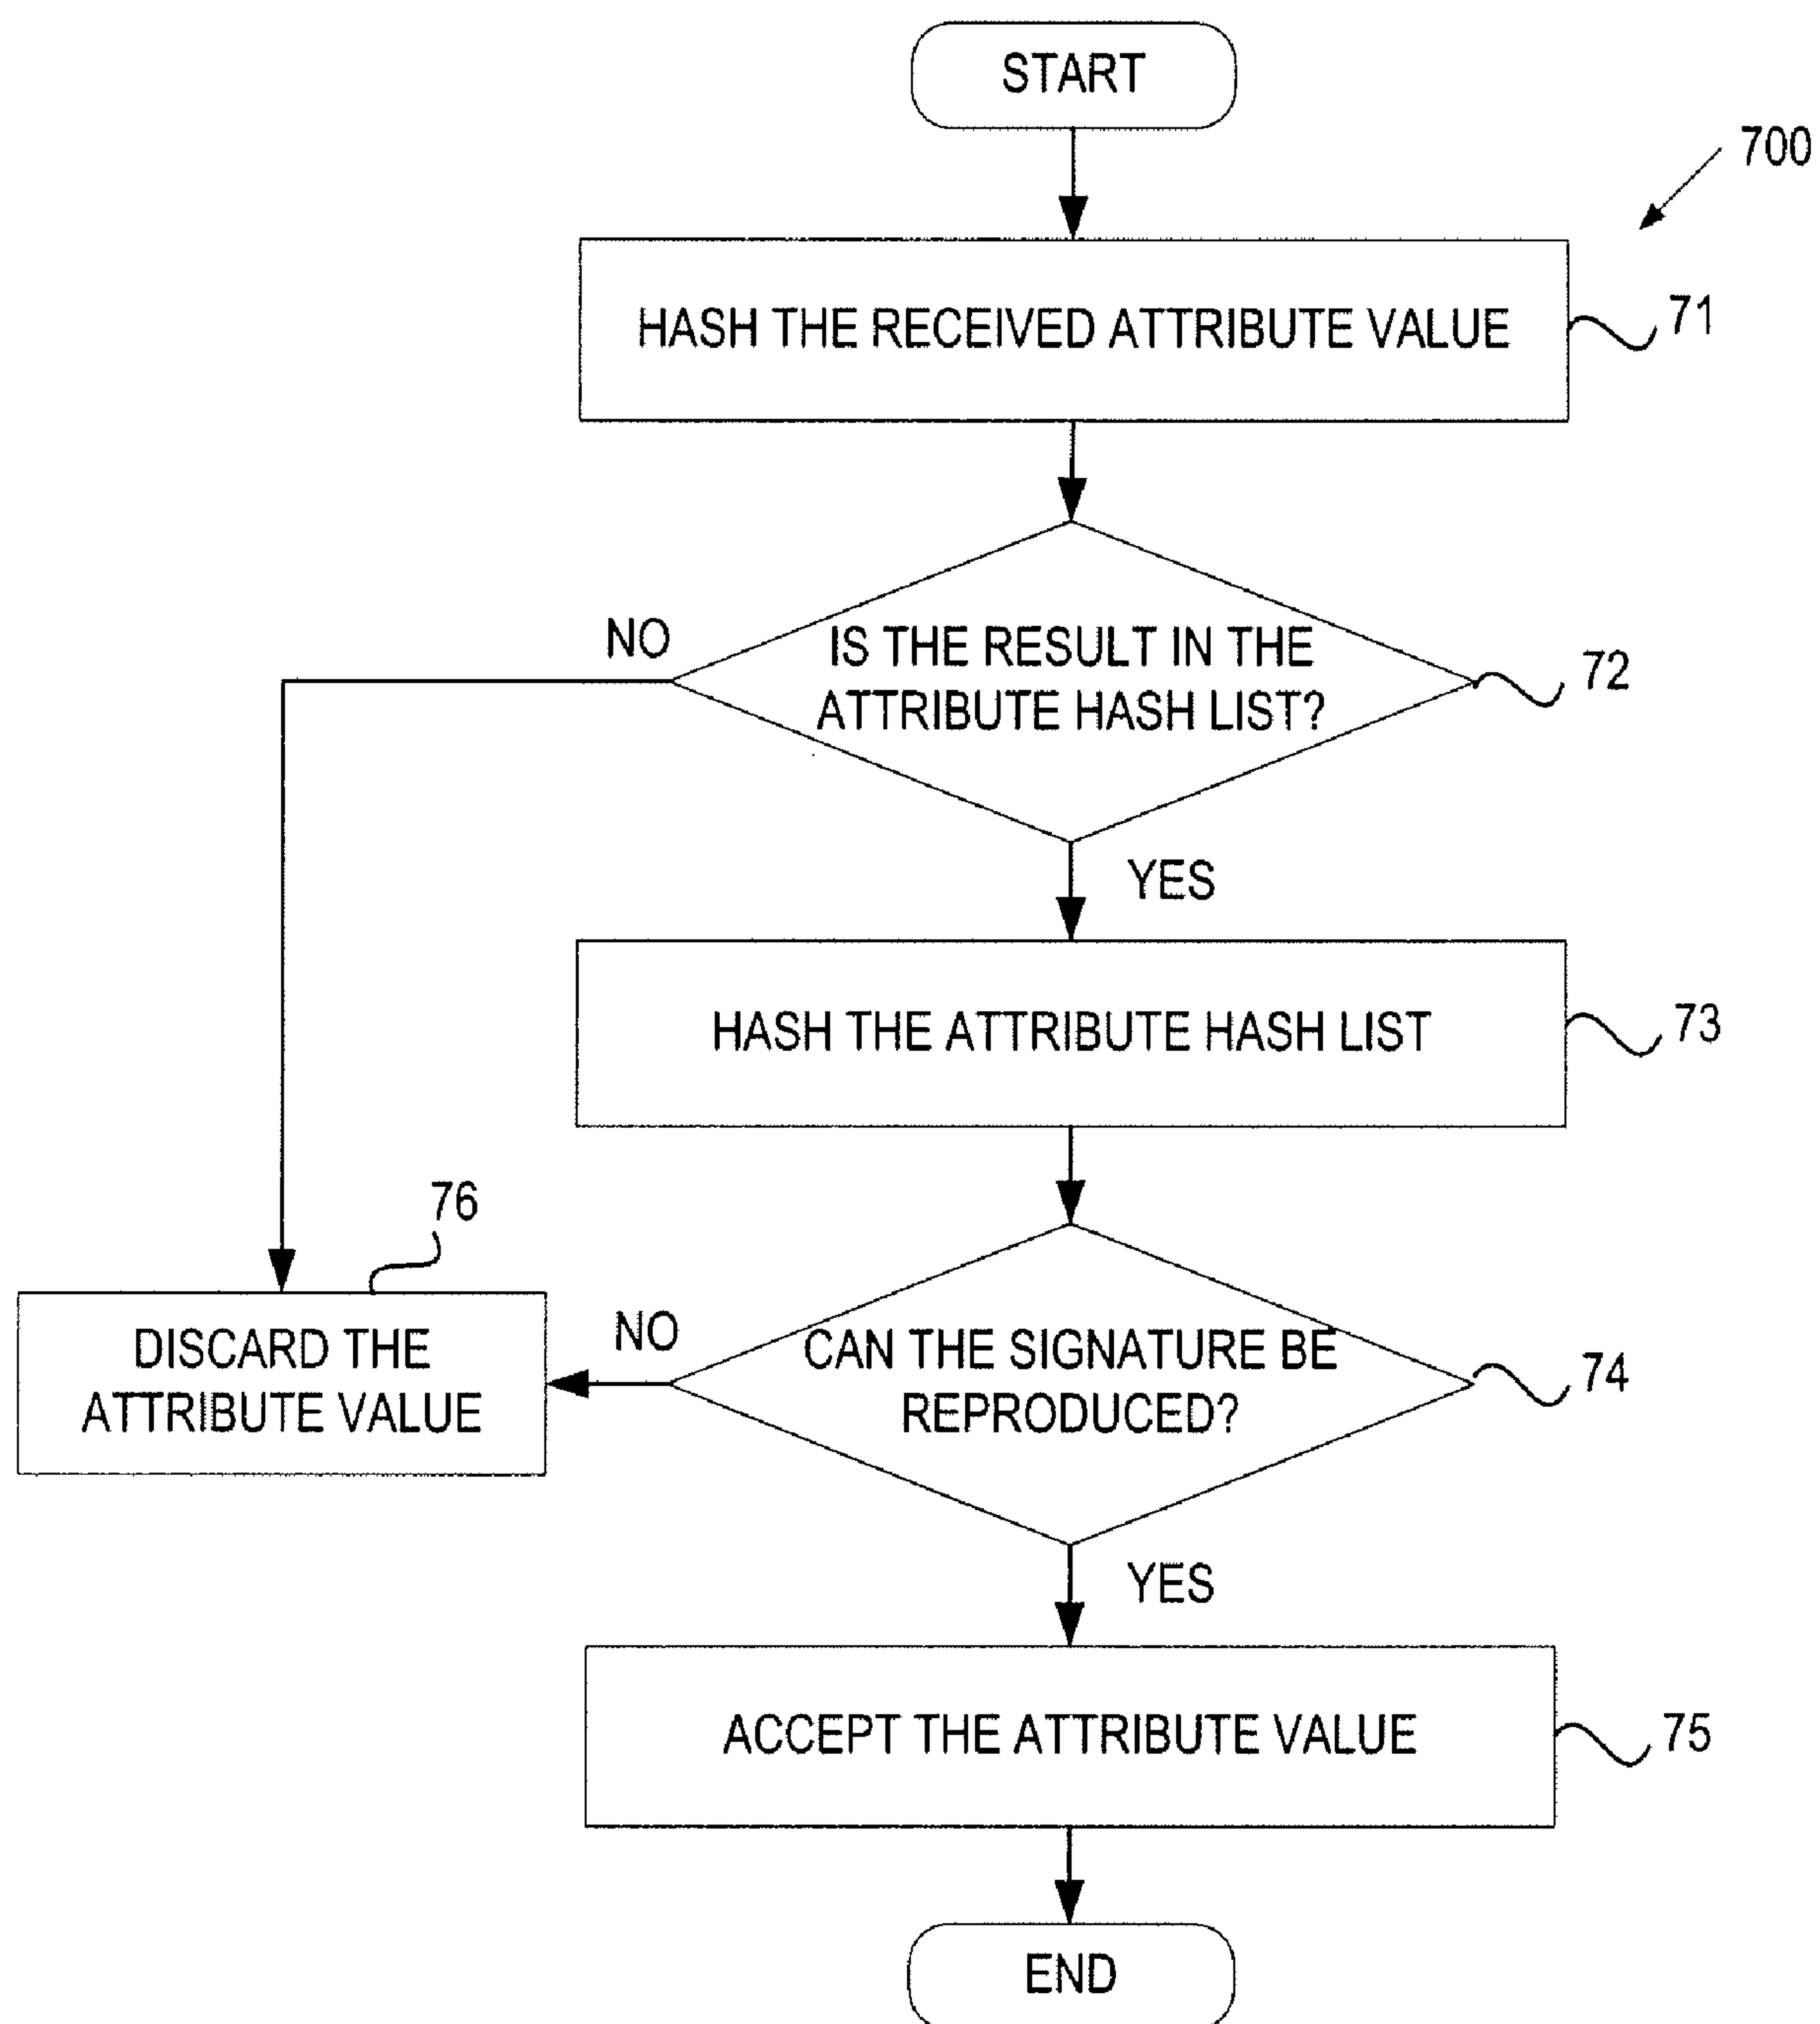 START
700
HASH THE RECEIVED ATTRIBUTE VALUE
71
NO
IS THE RESULT IN THE
ATTRIBUTE HASH LIST?
72
YES
HASH THE ATTRIBUTE HASH LIST
73
76
DISCARD THE
ATTRIBUTE VALUE
NO
CAN THE SIGNATURE BE
REPRODUCED?
74
YES
ACCEPT THE ATTRIBUTE VALUE
75
END